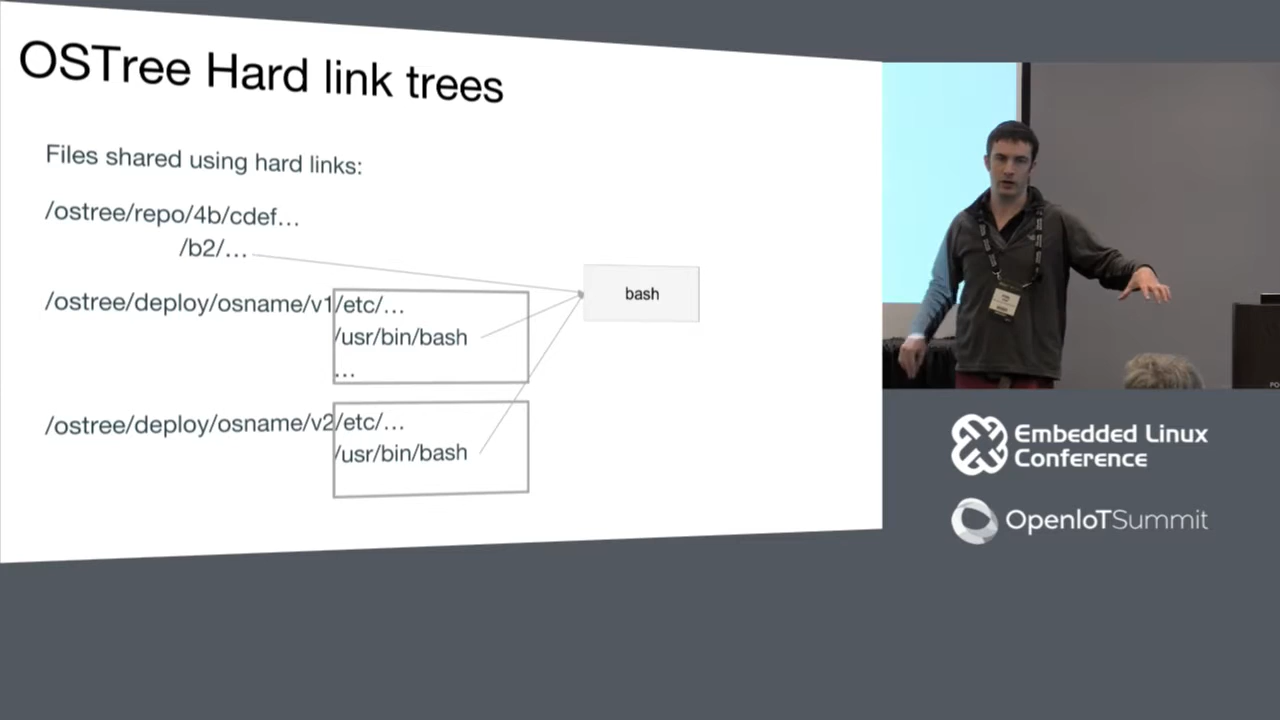 OSTree Hard link trees
Files shared using hard links:
/ostree/repo/4b/cdef…
/b2/…
bash
/ostree/deploy/osname/v1/etc/…
/usr/bin/bash
…
/ostree/deploy/osname/v2/etc/…
/usr/bin/bash
Embedded Linux
Conference
OpenIoTSummit